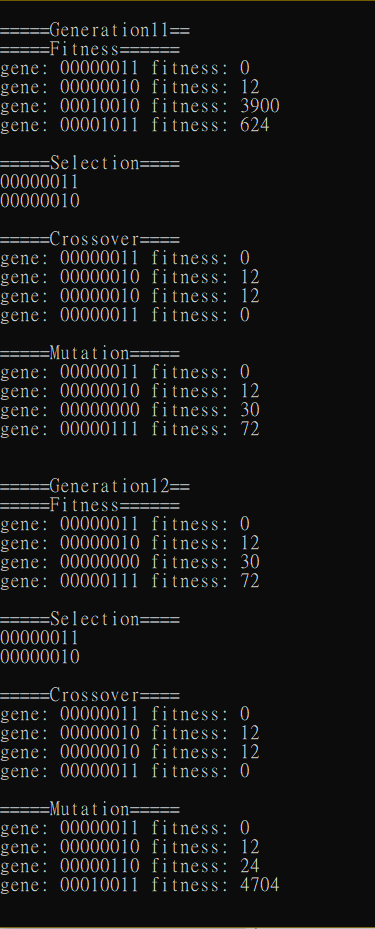 =====Generation11==
=====Fitness======
gene: 00000011 fitness: 0
gene: 00000010 fitness: 12
gene: 00010010 fitness: 3900
gene: 00001011 fitness: 624
=====Selection====
00000011
00000010
=====Crossover====
gene: 00000011 fitness: 0
gene: 00000010 fitness: 12
gene: 00000010 fitness: 12
gene: 00000011 fitness: 0
=====Mutation=====
gene: 00000011 fitness: 0
gene: 00000010 fitness: 12
gene: 00000000 fitness: 30
gene: 00000111 fitness: 72
=====Generation12==
=====Fitness======
gene: 00000011 fitness: 0
gene: 00000010 fitness: 12
gene: 00000000 fitness: 30
gene: 00000111 fitness: 72
=====Selection====
00000011
00000010
=====Crossover====
gene: 00000011 fitness: 0
gene: 00000010 fitness: 12
gene: 00000010 fitness: 12
gene: 00000011 fitness: 0
=====Mutation=====
gene: 00000011 fitness: 0
gene: 00000010 fitness: 12
gene: 00000110 fitness: 24
gene: 00010011 fitness: 4704